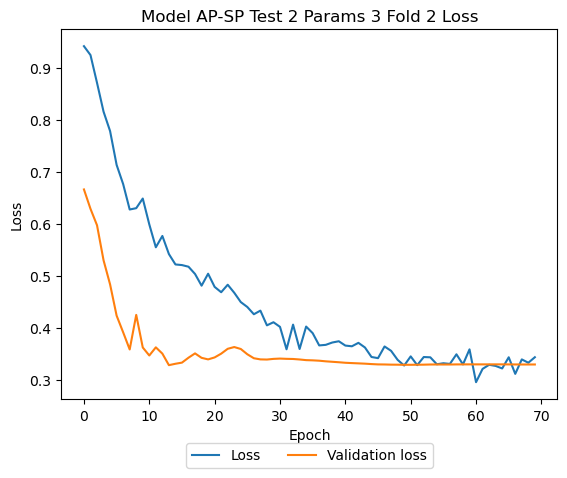 Model AP-SP Test 2 Params 3 Fold 2 Loss
Loss
0.9
0.8
0.7
0.6
0.5
0.4
0.3
0 10 20 30 40 50 60 70
Epoch
Loss Validation loss